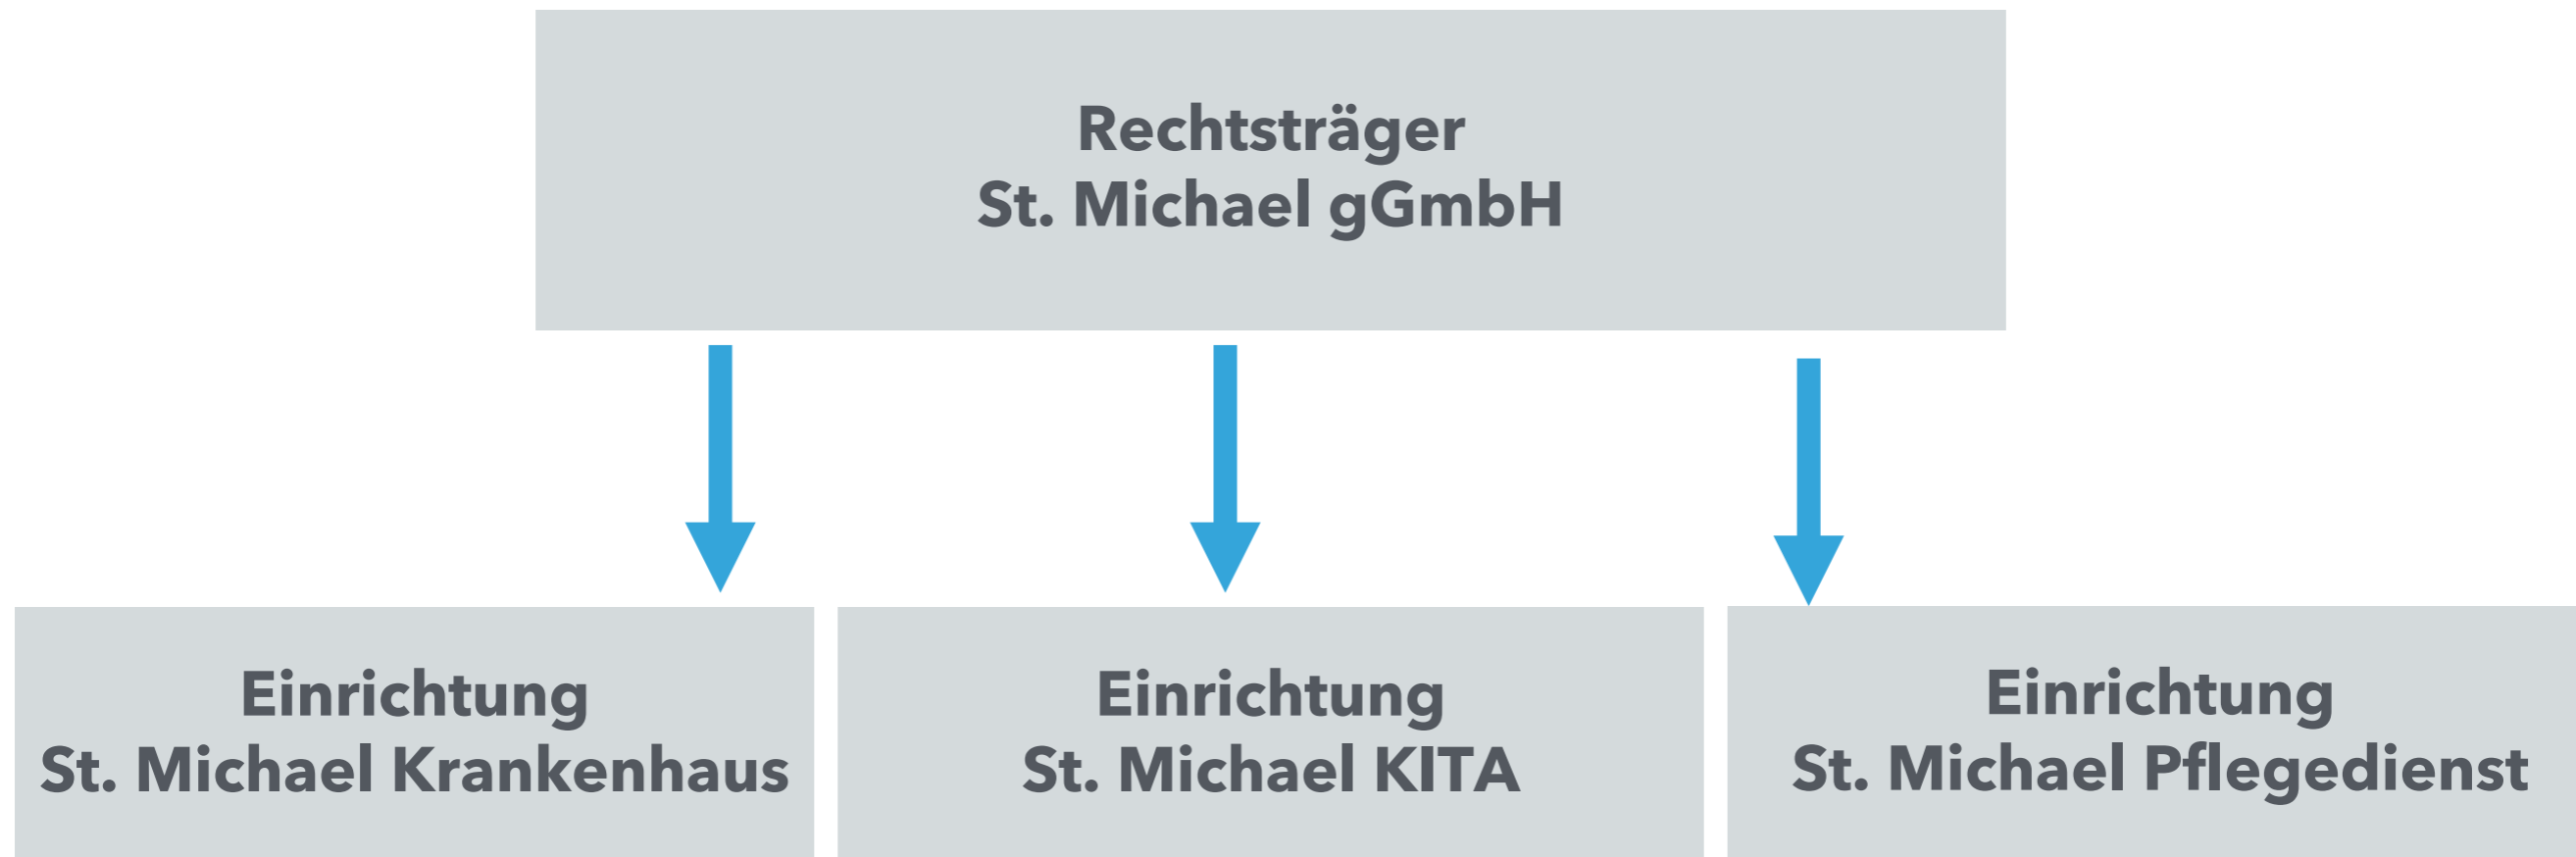 Rechtsträger
St. Michael gGmbH
Einrichtung
St. Michael Krankenhaus
Einrichtung
St. Michael KITA
Einrichtung
St. Michael Pflegedienst